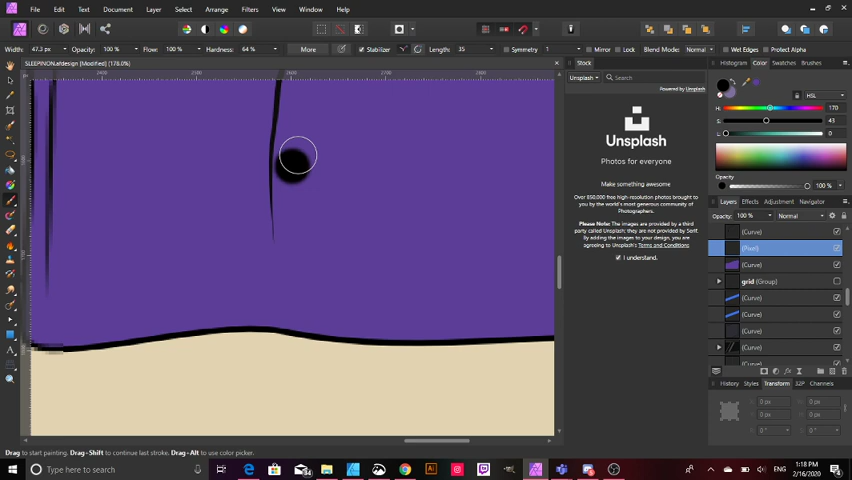 File Edit Text Document Layer Select Arrange Filters View Window Help
Width: 47.3 px Opacity: 100 % Flow: 100 % Hardness: 64 % More Stabilizer Length: 35 Symmetry 1 Mirror Lock Blend Mode: Normal Wet Edges Protect Alpha
SLEEPINON.afdesign [Modified] (178.0%)
Stock
Unsplash Search
Powered by Unsplash
Unsplash
Photos for everyone
Make something awesome
Over 850,000 free high-resolution photos brought to you by the world's most generous community of Photographers.
Please Note: The images are provided by a third party called Unsplash; they are not provided by Serif. By adding the images to your design, you are agreeing to Unsplash's Terms and Conditions
I understand.
Histogram Color Swatches Brushes
HSL
H: 170
S: 43
L: 0
Opacity
100 %
Layers Effects Adjustment Navigator
Opacity: 100 % Normal
(Curve)
(Pixel)
(Curve)
grid (Group)
(Curve)
(Curve)
(Curve)
(Curve)
(Curve)
History Styles Transform 32P Channels
X: 0 px W: 0 px
Y: 0 px H: 0 px
R: 0 ° S: 0 °
Drag to start painting. Drag+Shift to continue last stroke. Drag+Alt to use color picker.
Type here to search
ENG
1:18 PM
2/16/2020